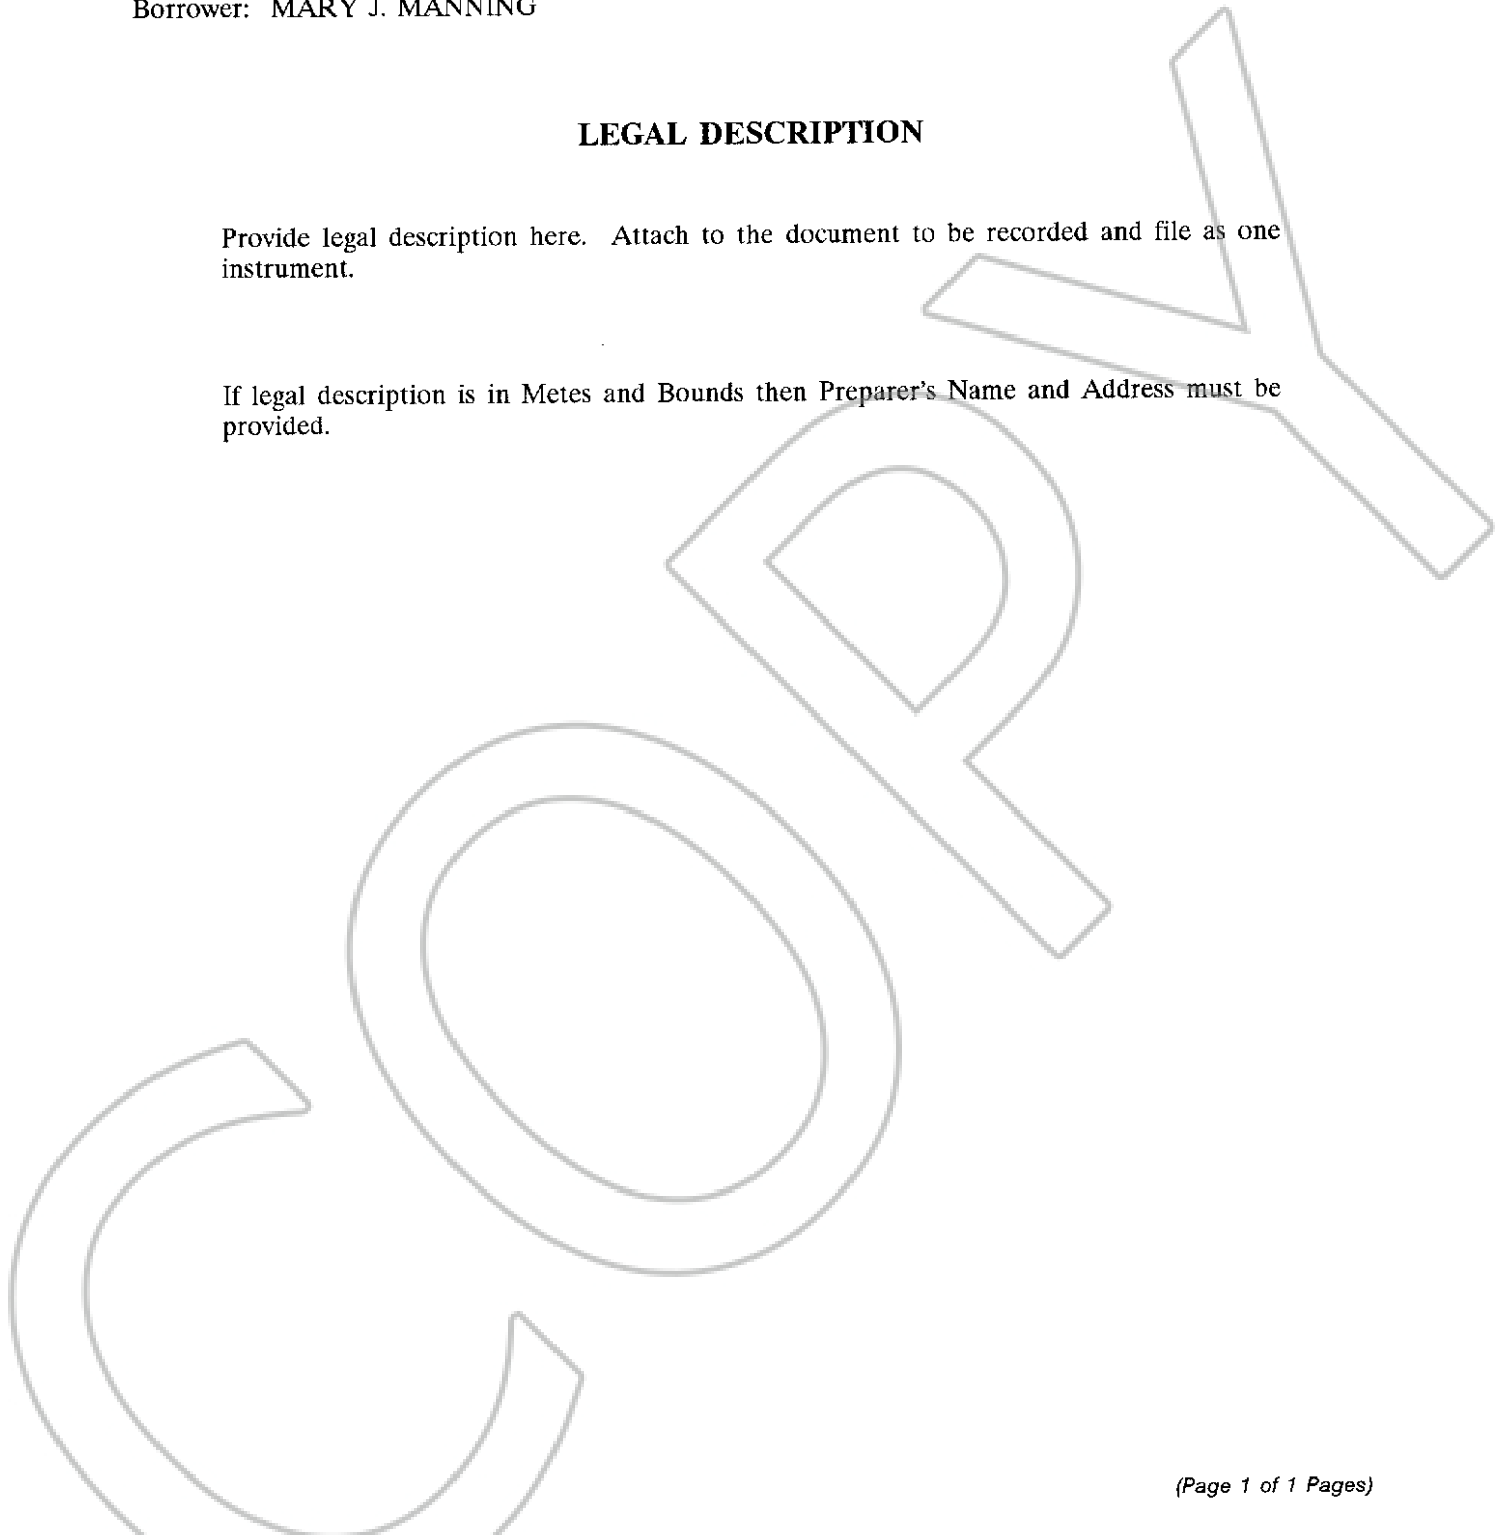 Borrower: MARY J. MANNING
LEGAL DESCRIPTION
Provide legal description here. Attach to the document to be recorded and file as one
instrument.
If legal description is in Metes and Bounds then Preparer's Name and Address must be
provided.
COPY
(Page 1 of 1 Pages)